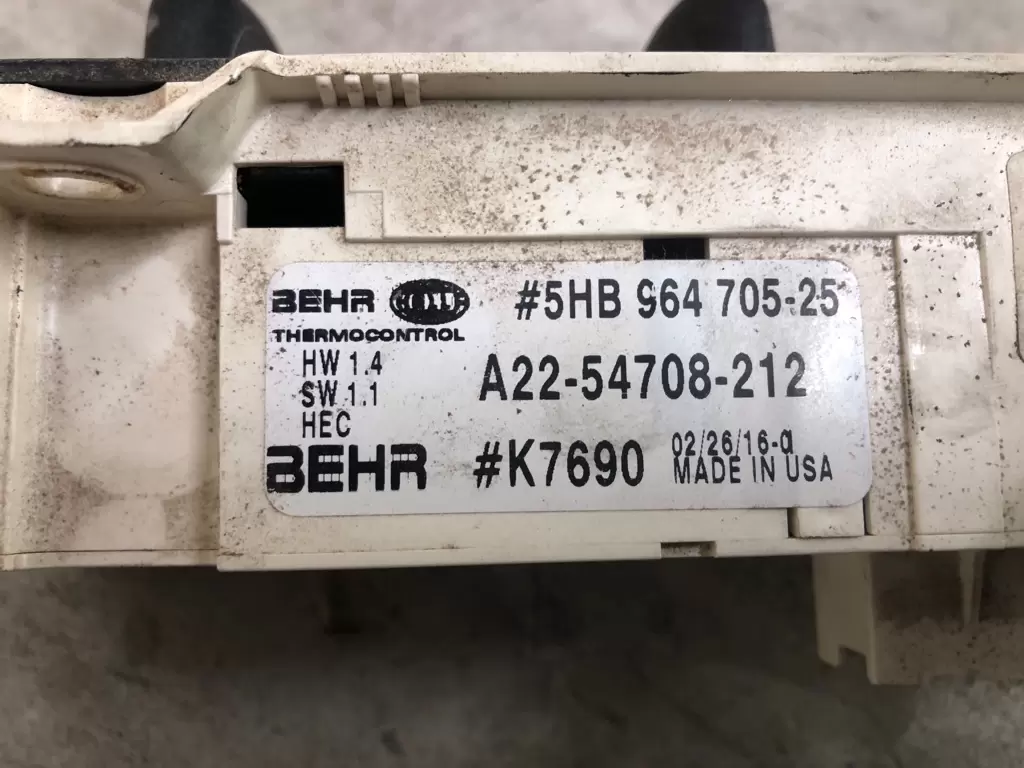 BEHR HELLA #5HB 964 705-25
THERMOCONTROL
HW 1.4
SW 1.1
HEC
A22-54708-212
BEHR #K7690 02/26/16-a
MADE IN USA